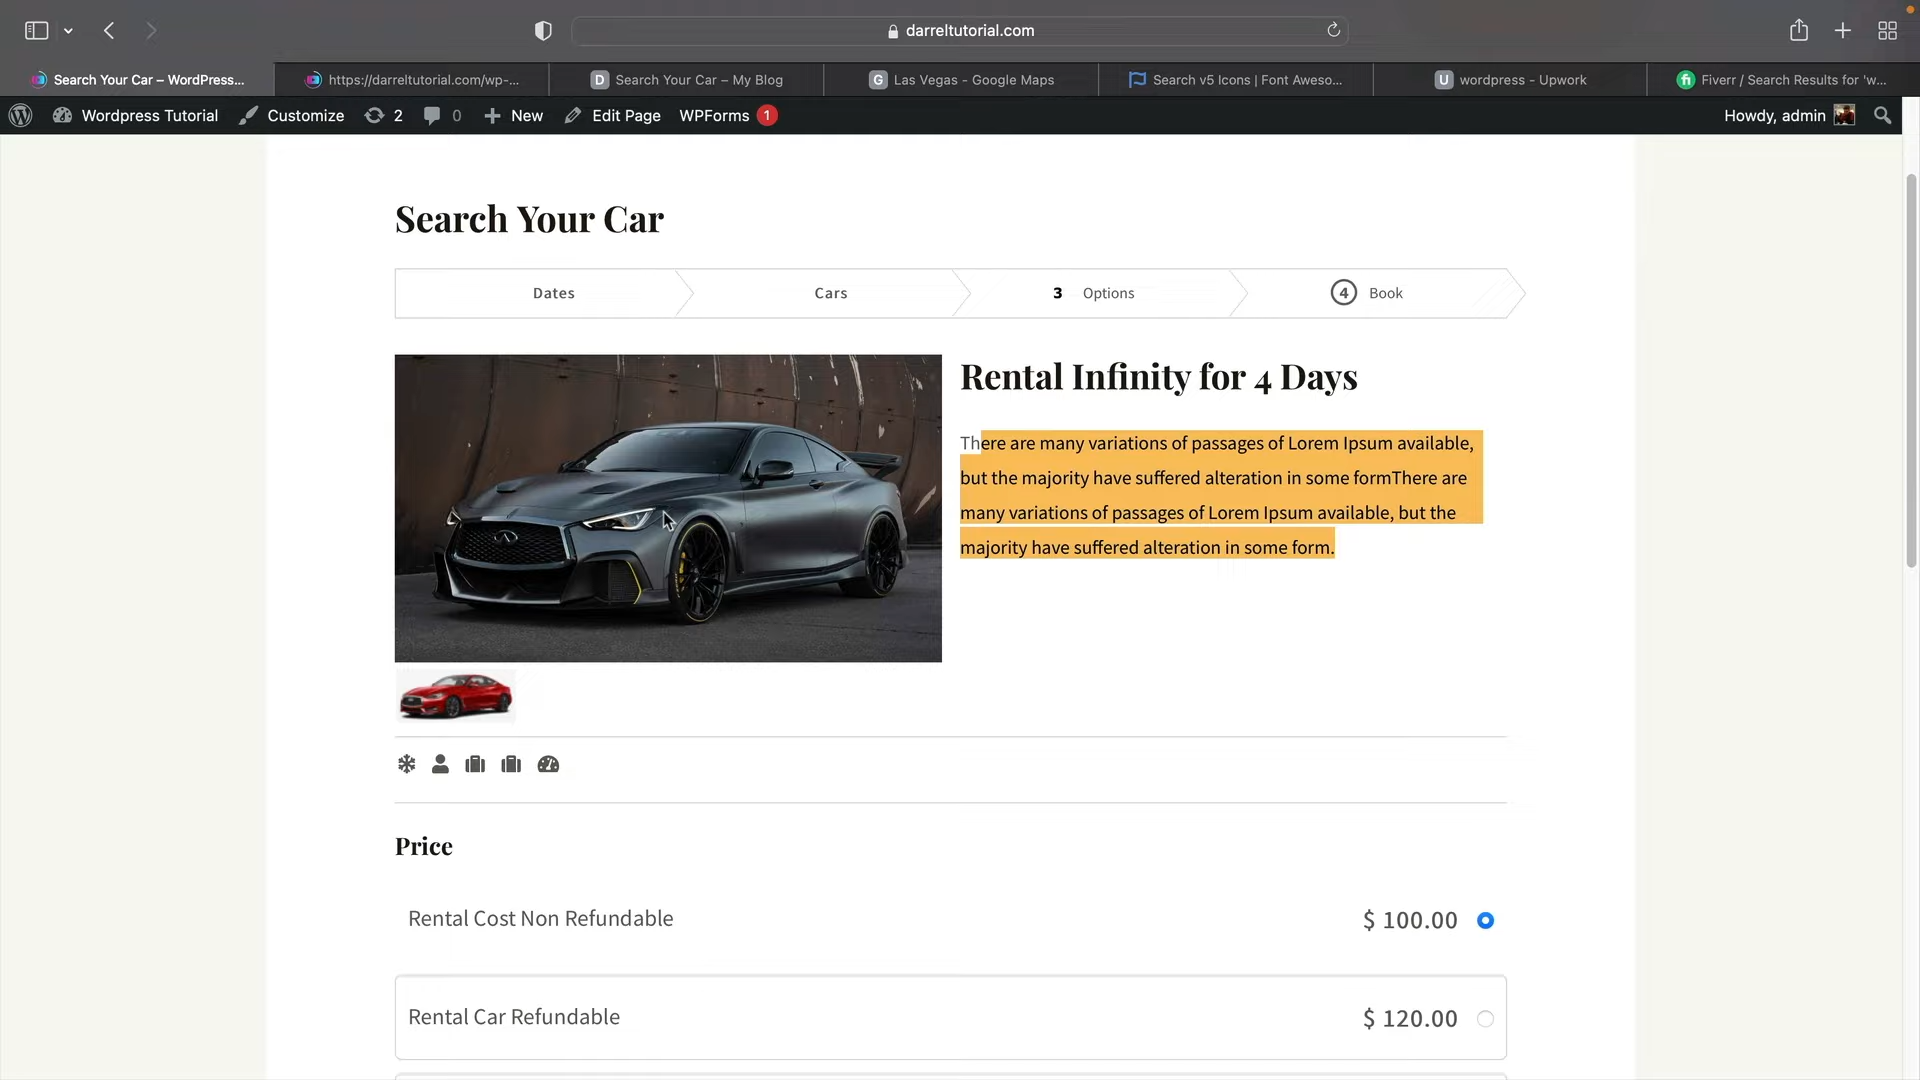 darreltutorial.com
Search Your Car – WordPress...
https://darreltutorial.com/wp-...
D Search Your Car – My Blog
G Las Vegas - Google Maps
Search v5 Icons | Font Aweso...
U wordpress - Upwork
fi Fiverr / Search Results for 'w...
Wordpress Tutorial
Customize
2
0
New
Edit Page
WPForms 1
Howdy, admin
Search Your Car
Dates
Cars
3 Options
4 Book
Rental Infinity for 4 Days
There are many variations of passages of Lorem Ipsum available,
but the majority have suffered alteration in some formThere are
many variations of passages of Lorem Ipsum available, but the
majority have suffered alteration in some form.
Price
Rental Cost Non Refundable
$ 100.00
Rental Car Refundable
$ 120.00